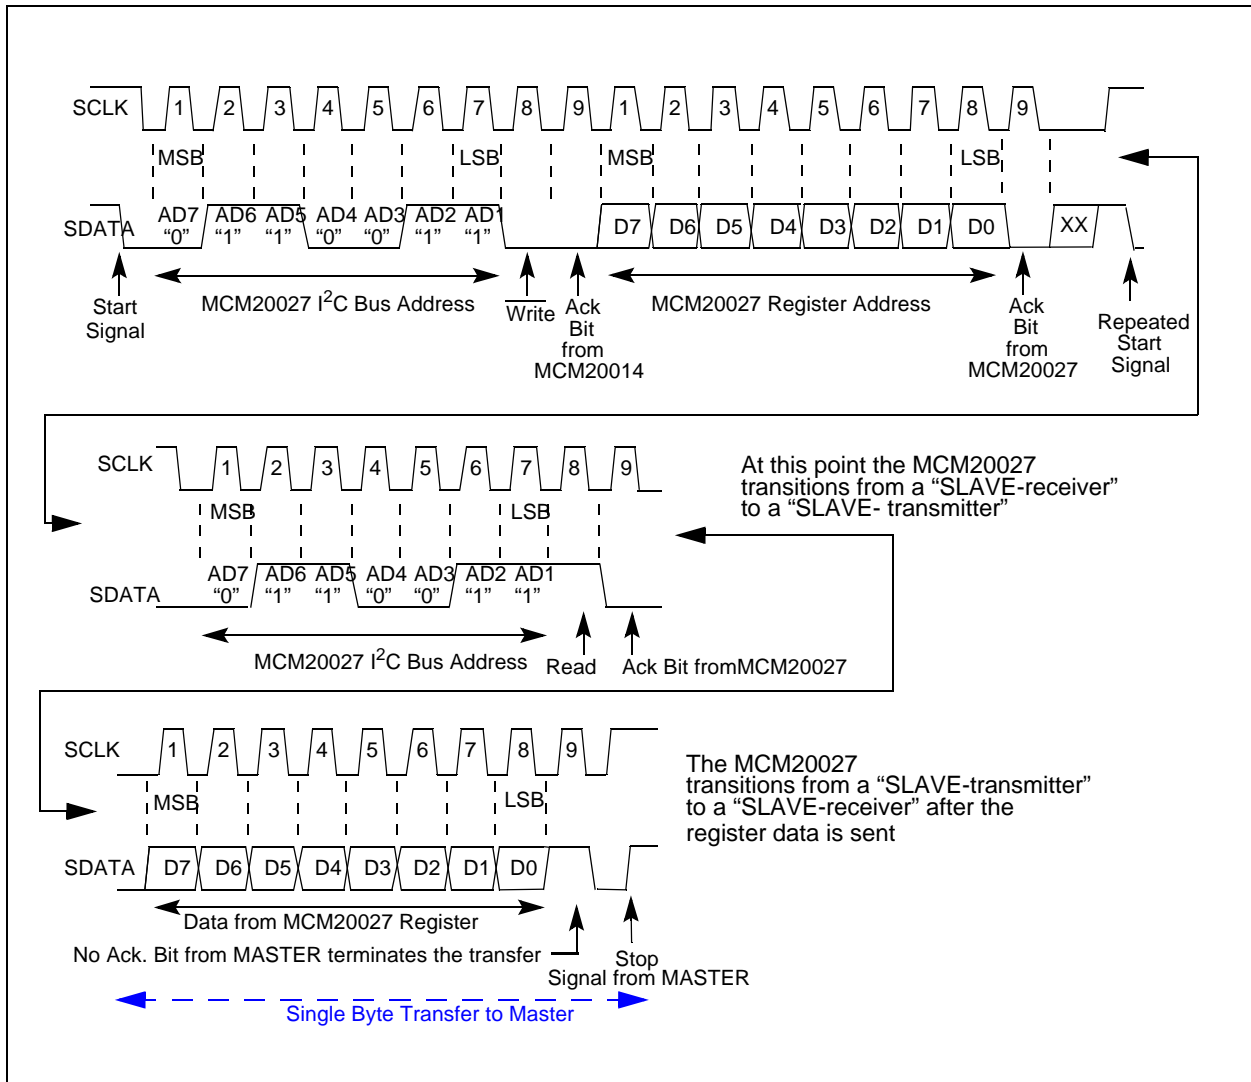 SCLK 1 2 3 4 5 6 7 8 9 1 2 3 4 5 6 7 8 9
MSB LSB MSB LSB
SDATA AD7 AD6 AD5 AD4 AD3 AD2 AD1 D7 D6 D5 D4 D3 D2 D1 D0 XX
“0” “1” “1” “0” “0” “1” “1”
Start
Signal
MCM20027 I²C Bus Address
Write
Ack
Bit
from
MCM20014
MCM20027 Register Address
Ack
Bit
from
MCM20027
Repeated
Start
Signal
SCLK 1 2 3 4 5 6 7 8 9
MSB LSB
SDATA AD7 AD6 AD5 AD4 AD3 AD2 AD1
“0” “1” “1” “0” “0” “1” “1”
MCM20027 I²C Bus Address
Read
Ack Bit fromMCM20027
At this point the MCM20027
transitions from a “SLAVE-receiver”
to a “SLAVE- transmitter”
SCLK 1 2 3 4 5 6 7 8 9
MSB LSB
SDATA D7 D6 D5 D4 D3 D2 D1 D0
Data from MCM20027 Register
No Ack. Bit from MASTER terminates the transfer
Stop
Signal from MASTER
Single Byte Transfer to Master
The MCM20027
transitions from a “SLAVE-transmitter”
to a “SLAVE-receiver” after the
register data is sent